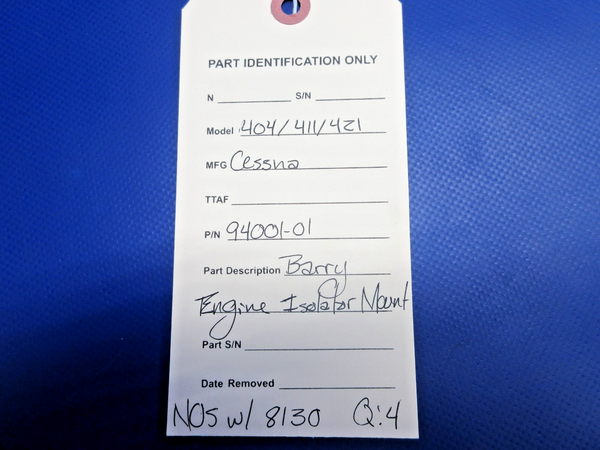 PART IDENTIFICATION ONLY
N S/N
Model 404/411/421
MFG Cessna
TTAF
P/N 94001-01
Part Description Barry
Engine Isolator Mount
Part S/N
Date Removed
NOS w/ 8130 Q:4